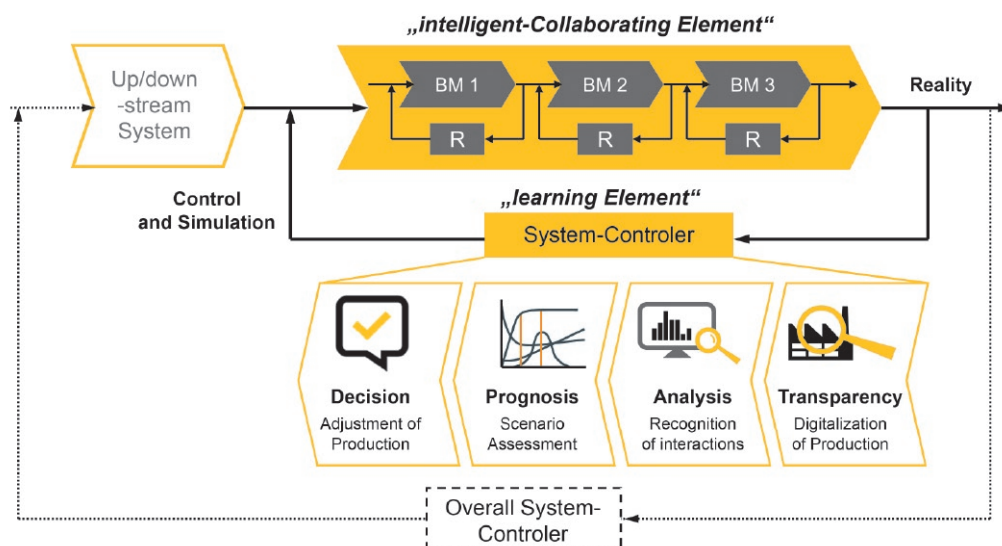 „intelligent-Collaborating Element“
Up/down
-stream
System
BM 1
BM 2
BM 3
R
R
R
Reality
Control
and Simulation
„learning Element“
System-Controler
Decision
Adjustment of
Production
Prognosis
Scenario
Assessment
Analysis
Recognition
of interactions
Transparency
Digitalization
of Production
Overall System-
Controler